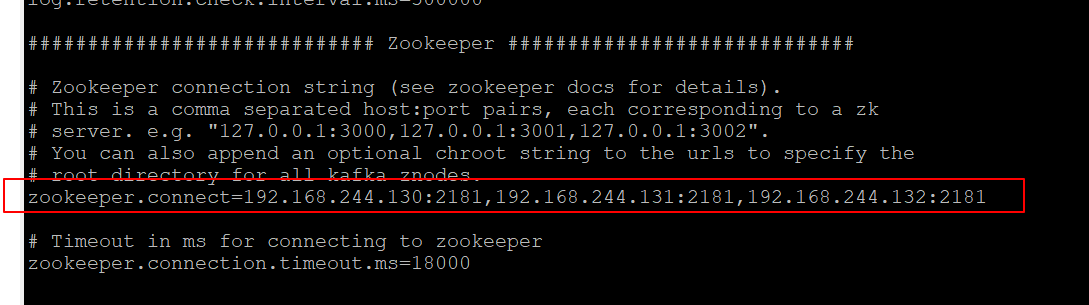 log.retention.check.interval.ms=300000
############################# Zookeeper #############################
# Zookeeper connection string (see zookeeper docs for details).
# This is a comma separated host:port pairs, each corresponding to a zk
# server. e.g. "127.0.0.1:3000,127.0.0.1:3001,127.0.0.1:3002".
# You can also append an optional chroot string to the urls to specify the
# root directory for all kafka znodes.
zookeeper.connect=192.168.244.130:2181,192.168.244.131:2181,192.168.244.132:2181
# Timeout in ms for connecting to zookeeper
zookeeper.connection.timeout.ms=18000